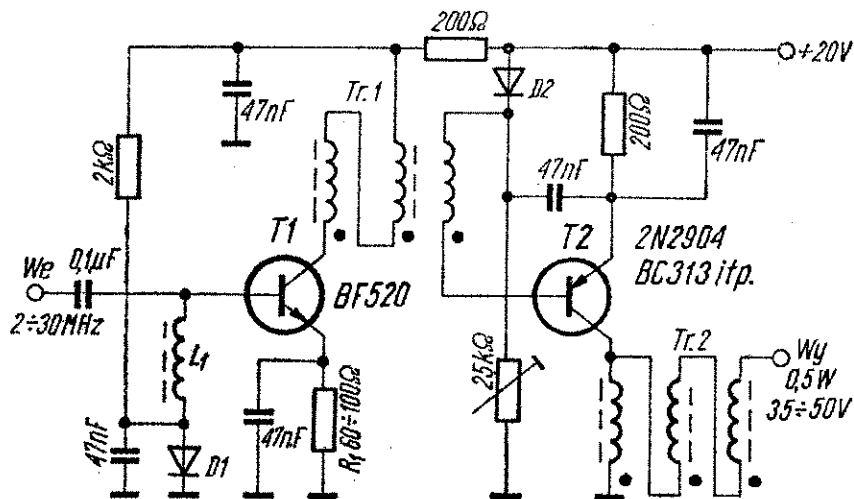 200Ω
+20V
D2
Tr.1
47nF
200Ω
47nF
2kΩ
47nF
T1
T2
2N2904
BC313 itp.
We
0,1µF
BF520
2÷30MHz
L1
25kΩ
Tr.2
Wy
0,5W
35÷50V
47nF
D1
47nF
R1 60÷100Ω